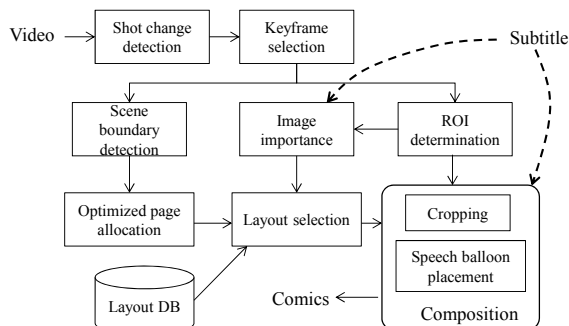 Video
Shot change
detection
Keyframe
selection
Subtitle
Scene
boundary
detection
Image
importance
ROI
determination
Optimized page
allocation
Layout selection
Cropping
Speech balloon
placement
Layout DB
Comics
Composition